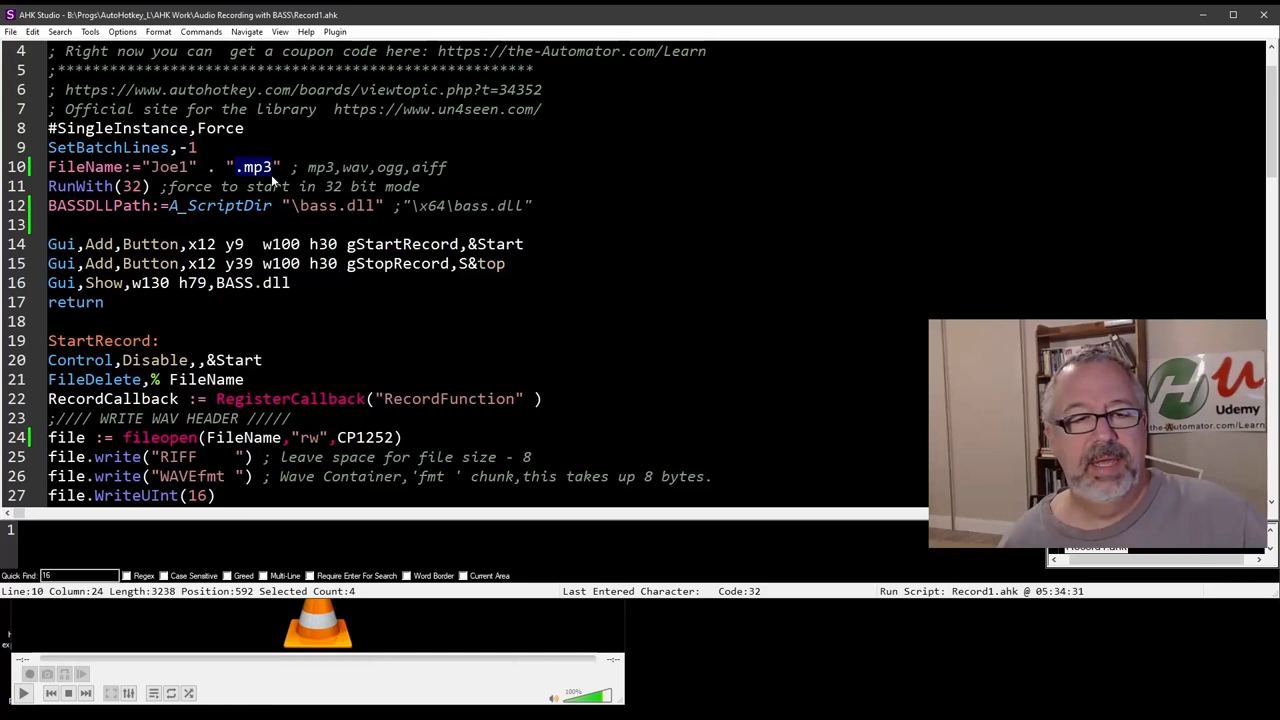 AHK Studio - B:\Progs\AutoHotkey_L\AHK Work\Audio Recording with BASS\Record1.ahk
File Edit Search Tools Options Format Commands Navigate View Help Plugin
4 ; Right now you can  get a coupon code here: https://the-Automator.com/Learn
5 ;*****************************************************
6 ; https://www.autohotkey.com/boards/viewtopic.php?t=34352
7 ; Official site for the library  https://www.un4seen.com/
8 #SingleInstance,Force
9 SetBatchLines,-1
10 FileName:="Joe1" . ".mp3" ; mp3,wav,ogg,aiff
11 RunWith(32) ;force to start in 32 bit mode
12 BASSDLLPath:=A_ScriptDir "\bass.dll" ;"\x64\bass.dll"
13
14 Gui,Add,Button,x12 y9  w100 h30 gStartRecord,&Start
15 Gui,Add,Button,x12 y39 w100 h30 gStopRecord,S&top
16 Gui,Show,w130 h79,BASS.dll
17 return
18
19 StartRecord:
20 Control,Disable,,&Start
21 FileDelete,% FileName
22 RecordCallback := RegisterCallback("RecordFunction" )
23 ;//// WRITE WAV HEADER /////
24 file := fileopen(FileName,"rw",CP1252)
25 file.write("RIFF    ") ; leave space for file size - 8
26 file.write("WAVEfmt ") ; Wave Container,'fmt ' chunk,this takes up 8 bytes.
27 file.WriteUInt(16)
Udemy
the-Automator.com/Learn
1
Record1.ahk
Quick Find: 16 Regex Case Sensitive Greed Multi-Line Require Enter For Search Word Border Current Area
Line:10 Column:24 Length:3238 Position:592 Selected Count:4 Last Entered Character: Code:32 Run Script: Record1.ahk @ 05:34:31
--:-- --:--
100%